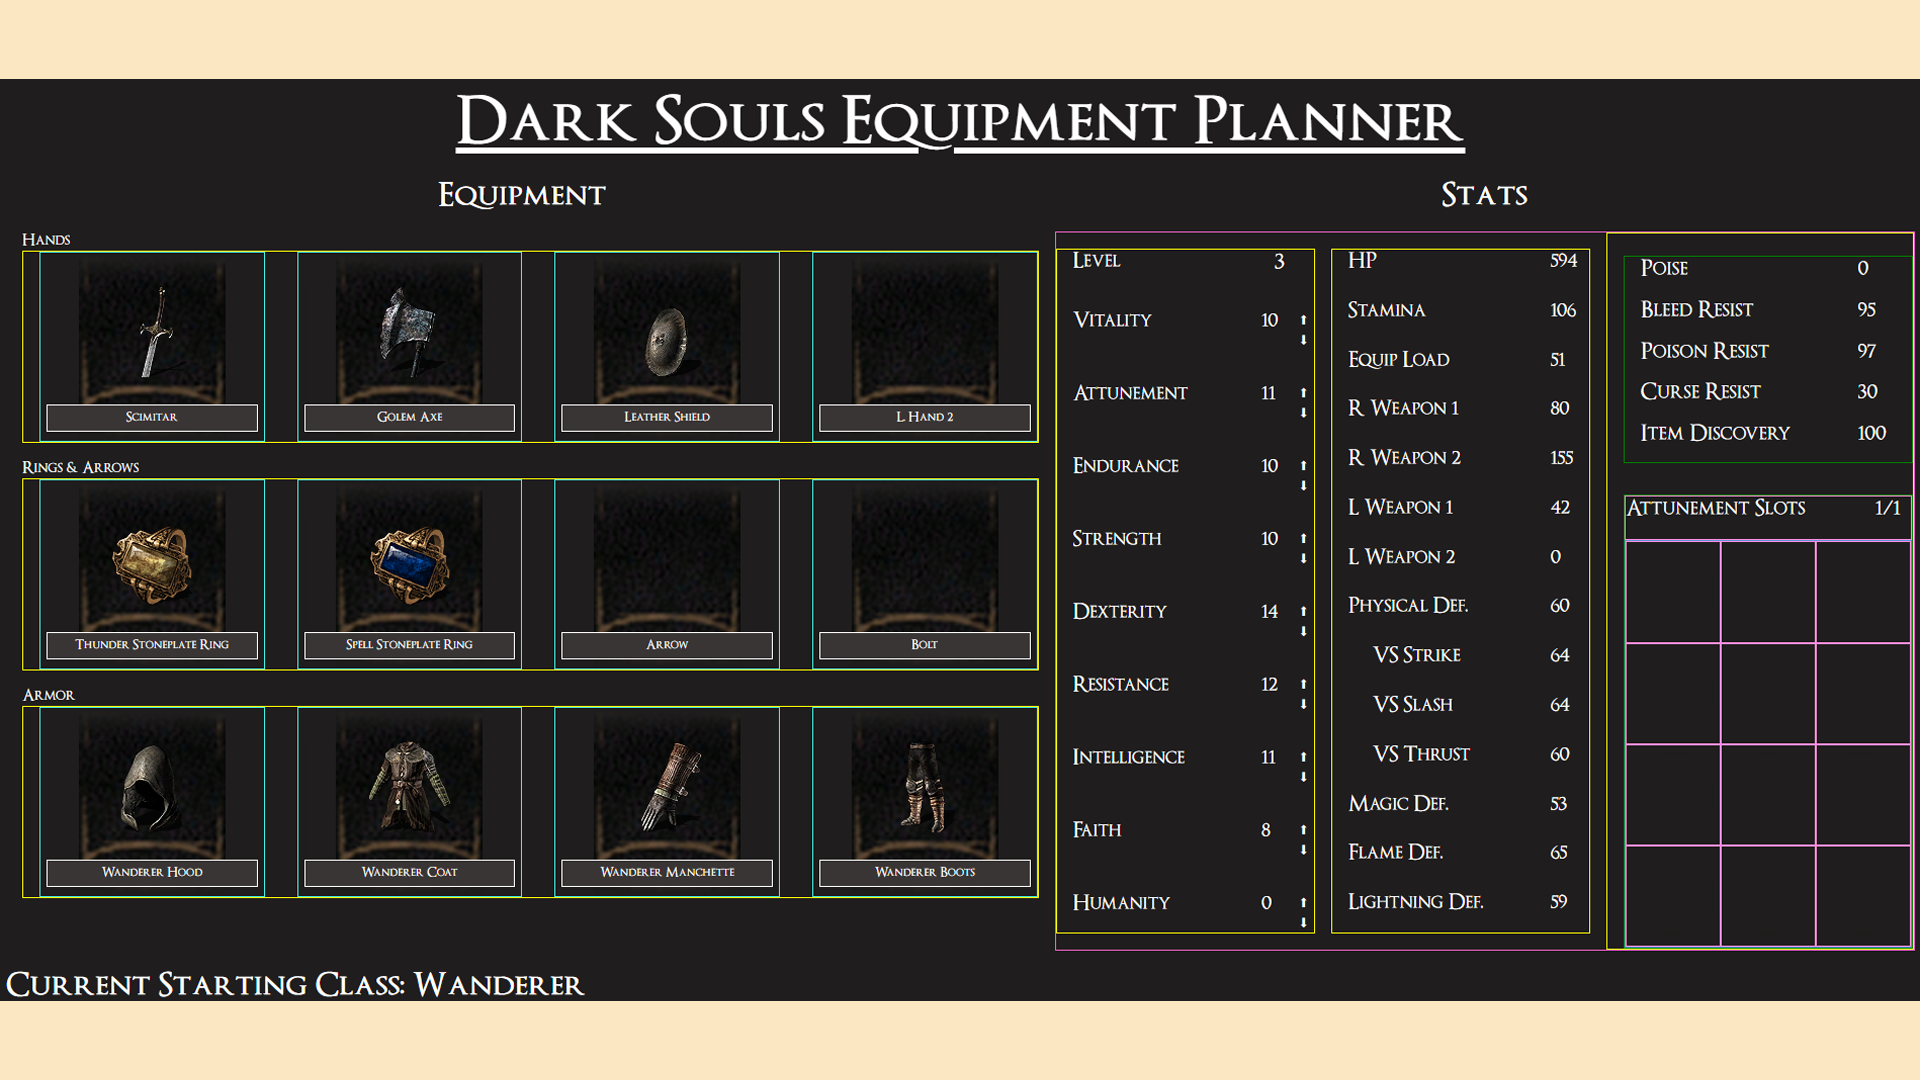 Dark Souls Equipment Planner
Equipment
Hands
Scimitar
Golem Axe
Leather Shield
L Hand 2
Rings & Arrows
Thunder Stoneplate Ring
Spell Stoneplate Ring
Arrow
Bolt
Armor
Wanderer Hood
Wanderer Coat
Wanderer Manchette
Wanderer Boots
Stats
Level 3
Vitality 10
Attunement 11
Endurance 10
Strength 10
Dexterity 14
Resistance 12
Intelligence 11
Faith 8
Humanity 0
HP 594
Stamina 106
Equip Load 51
R Weapon 1 80
R Weapon 2 155
L Weapon 1 42
L Weapon 2 0
Physical Def. 60
VS Strike 64
VS Slash 64
VS Thrust 60
Magic Def. 53
Flame Def. 65
Lightning Def. 59
Poise 0
Bleed Resist 95
Poison Resist 97
Curse Resist 30
Item Discovery 100
Attunement Slots 1/1
Current Starting Class: Wanderer